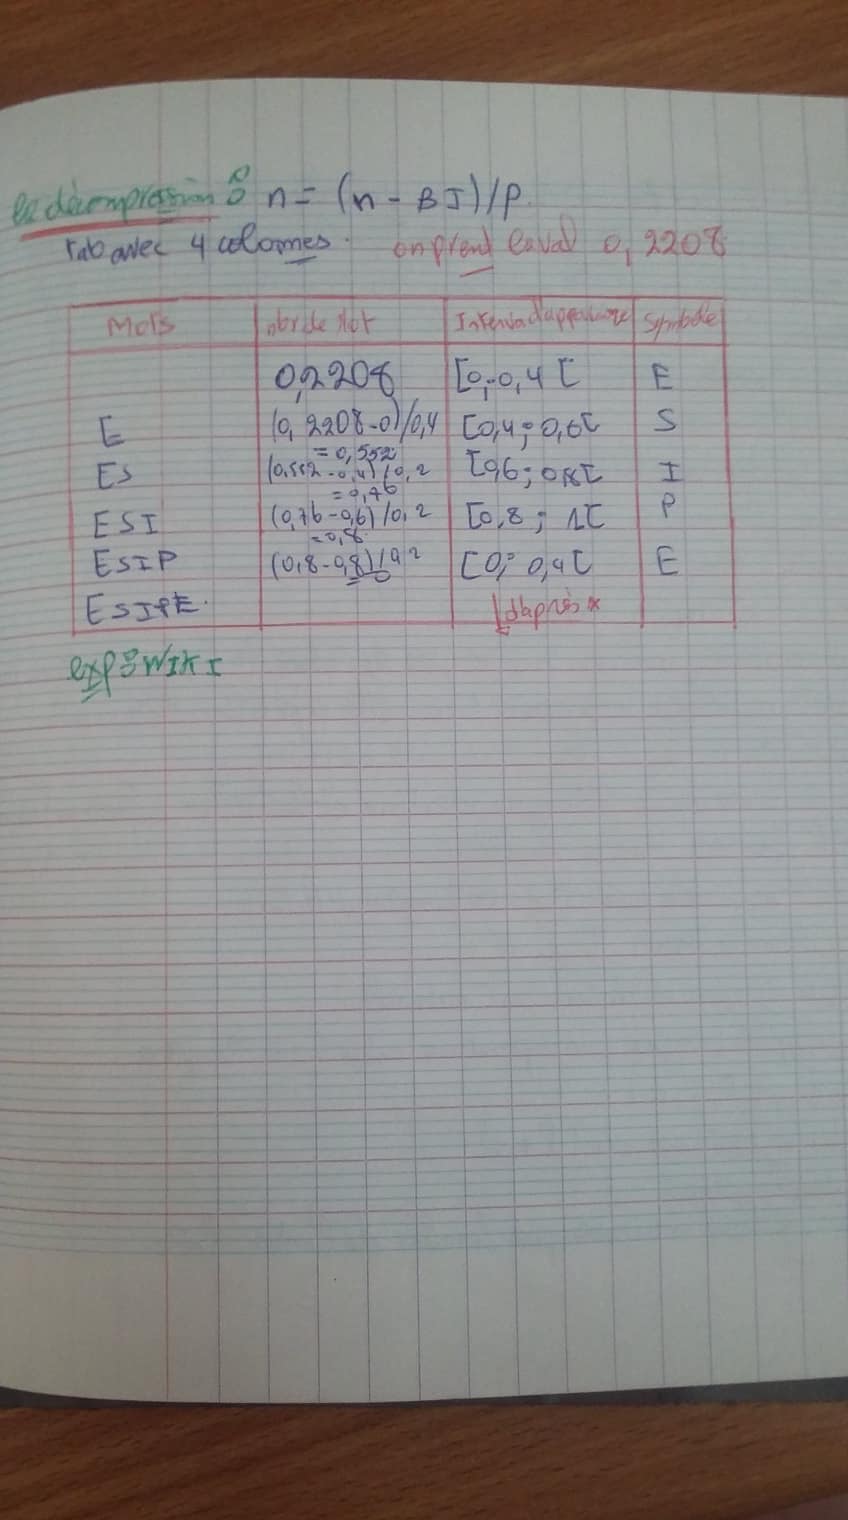 la décompression : n = (n - BI)/P.
Tab avec 4 colonnes. on prend la val 0,2208
Mots nbr de Mot Interval d'appartenance Symbole
0,2208 [0;0,4[ E
E (0,2208-0)/0,4 [0,4;0,6[ S
= 0,552
ES (0,552-0,4)/0,2 [0,6;0,8[ I
= 0,76
ESI (0,76-0,6)/0,2 [0,8; 1[ P
= 0,8
ESIP (0,8-0,8)/0,2 [0; 0,4[ E
=0
ESIPE. d'après *
exp: WIKI